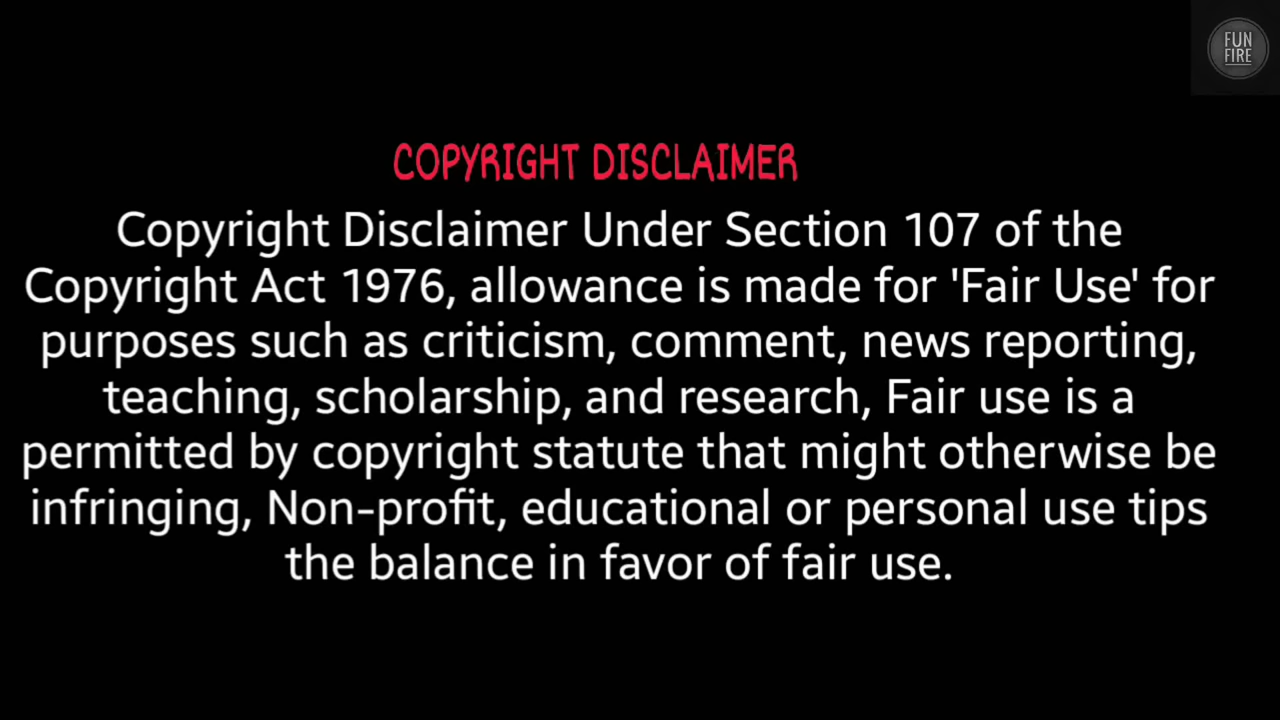 FUN
FIRE
COPYRIGHT DISCLAIMER
Copyright Disclaimer Under Section 107 of the
Copyright Act 1976, allowance is made for 'Fair Use' for
purposes such as criticism, comment, news reporting,
teaching, scholarship, and research, Fair use is a
permitted by copyright statute that might otherwise be
infringing, Non-profit, educational or personal use tips
the balance in favor of fair use.